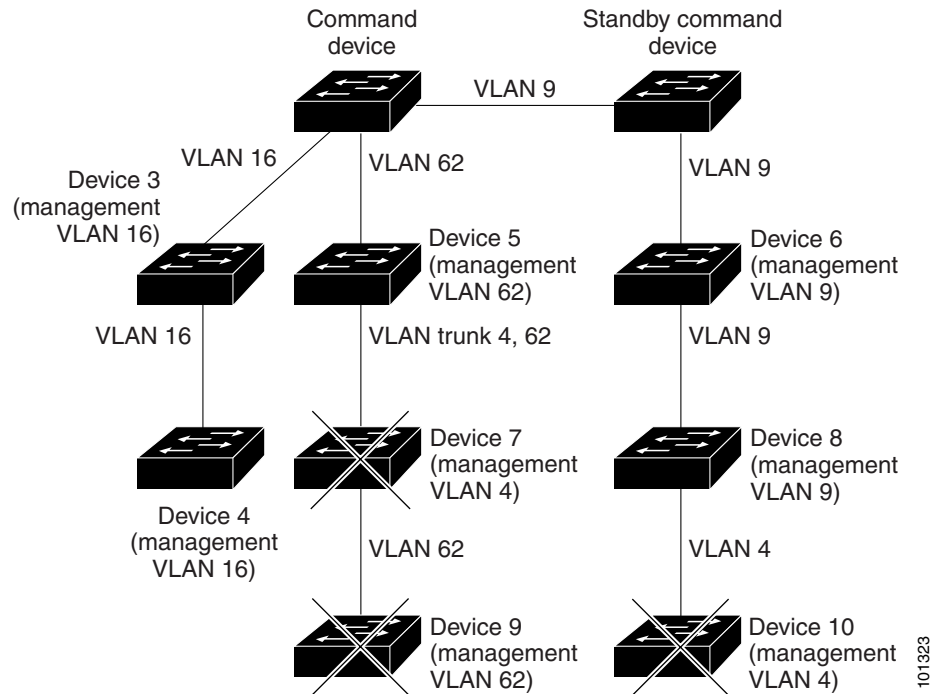 Command
device
Standby command
device
VLAN 9
VLAN 16
VLAN 62
VLAN 9
Device 3
(management
VLAN 16)
Device 5
(management
VLAN 62)
Device 6
(management
VLAN 9)
VLAN 16
VLAN trunk 4, 62
VLAN 9
Device 4
(management
VLAN 16)
Device 7
(management
VLAN 4)
Device 8
(management
VLAN 9)
VLAN 62
VLAN 4
Device 9
(management
VLAN 62)
Device 10
(management
VLAN 4)
101323